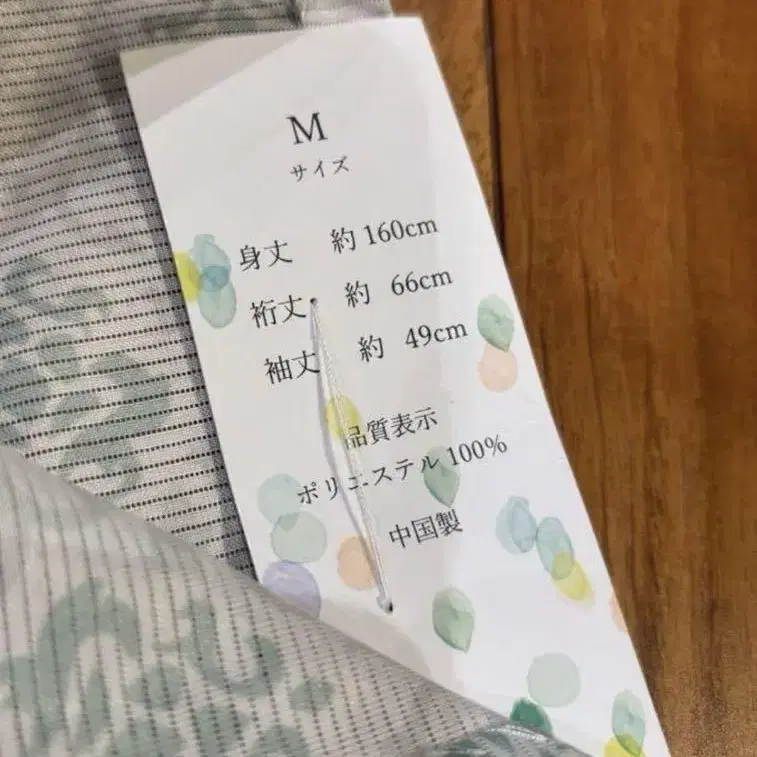 M
サイズ
身丈 約 160cm
裄丈 約 66cm
袖丈 約 49cm
品質表示
ポリエステル 100%
中国製